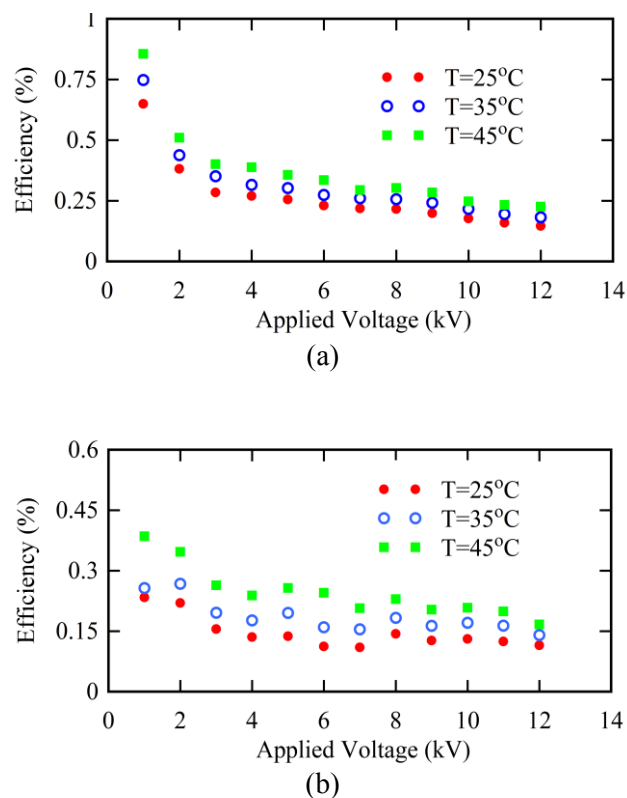 1
0.75
0.5
0.25
0
Efficiency (%)
T=25°C
T=35°C
T=45°C
0 2 4 6 8 10 12 14
Applied Voltage (kV)
(a)
0.6
0.45
0.3
0.15
0
Efficiency (%)
T=25°C
T=35°C
T=45°C
0 2 4 6 8 10 12 14
Applied Voltage (kV)
(b)